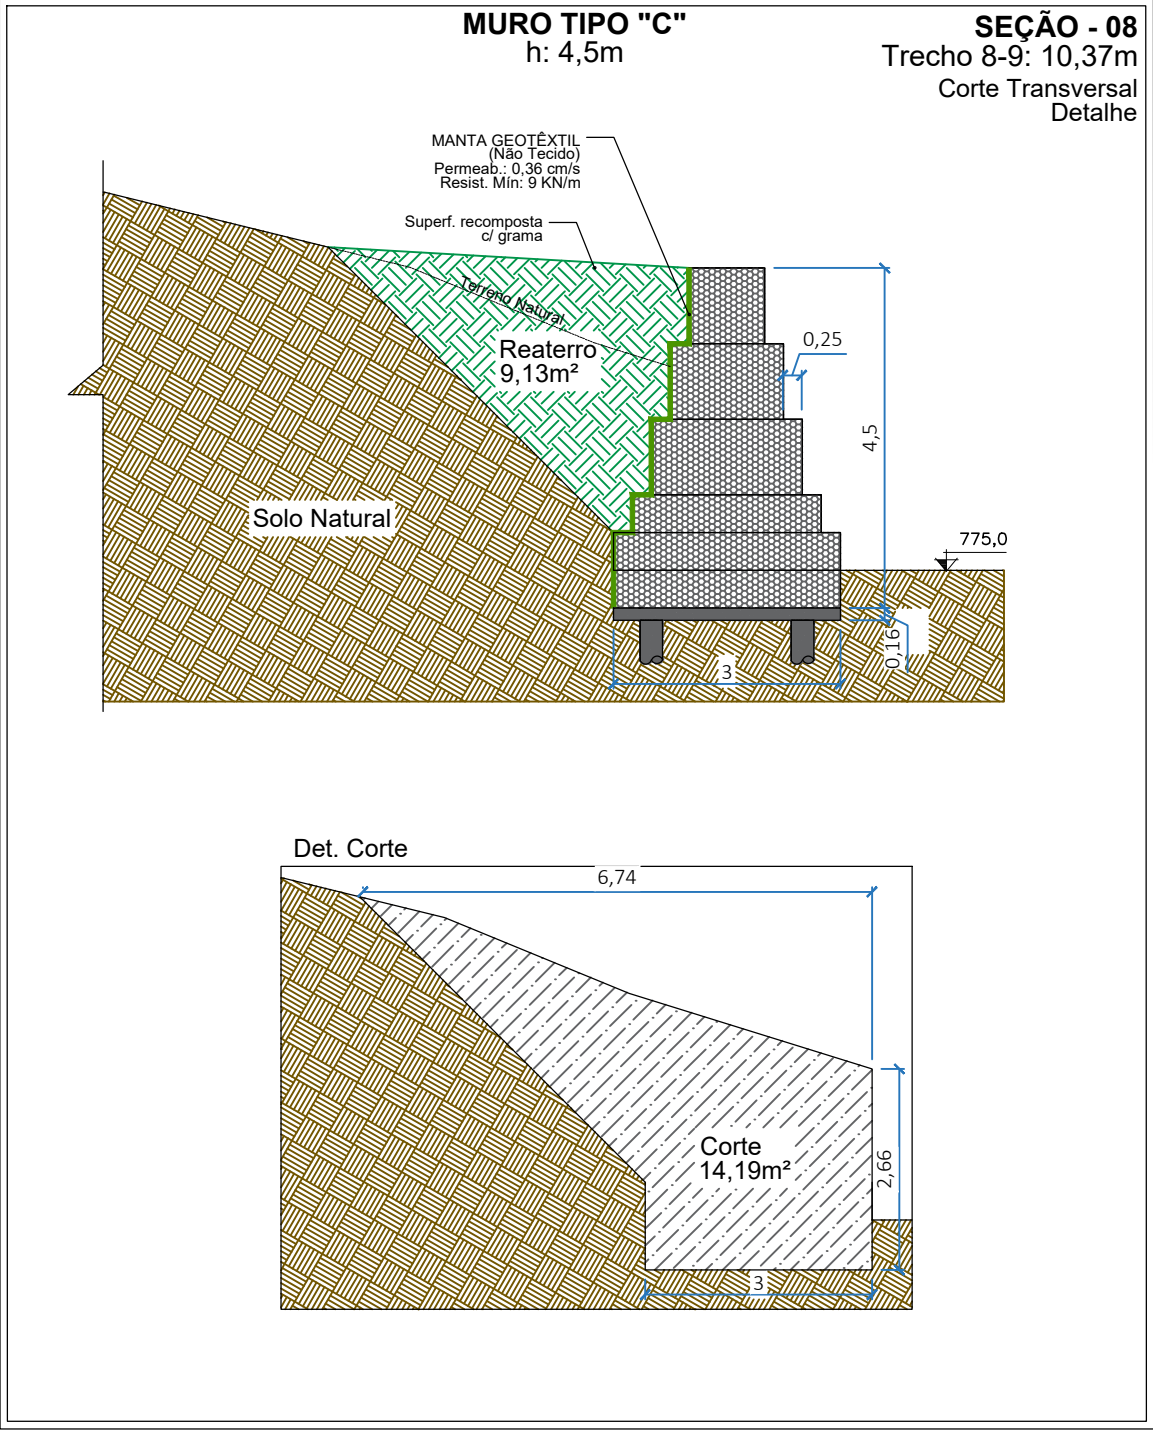 MURO TIPO "C"
h: 4,5m
SEÇÃO - 08
Trecho 8-9: 10,37m
Corte Transversal
Detalhe
MANTA GEOTÊXTIL
(Não Tecido)
Permeab.: 0,36 cm/s
Resist. Mín: 9 KN/m
Superf. recomposta
c/ grama
Terreno Natural
Reaterro
9,13m²
0,25
4,5
Solo Natural
775,0
0,16
3
Det. Corte
6,74
Corte
14,19m²
2,66
3